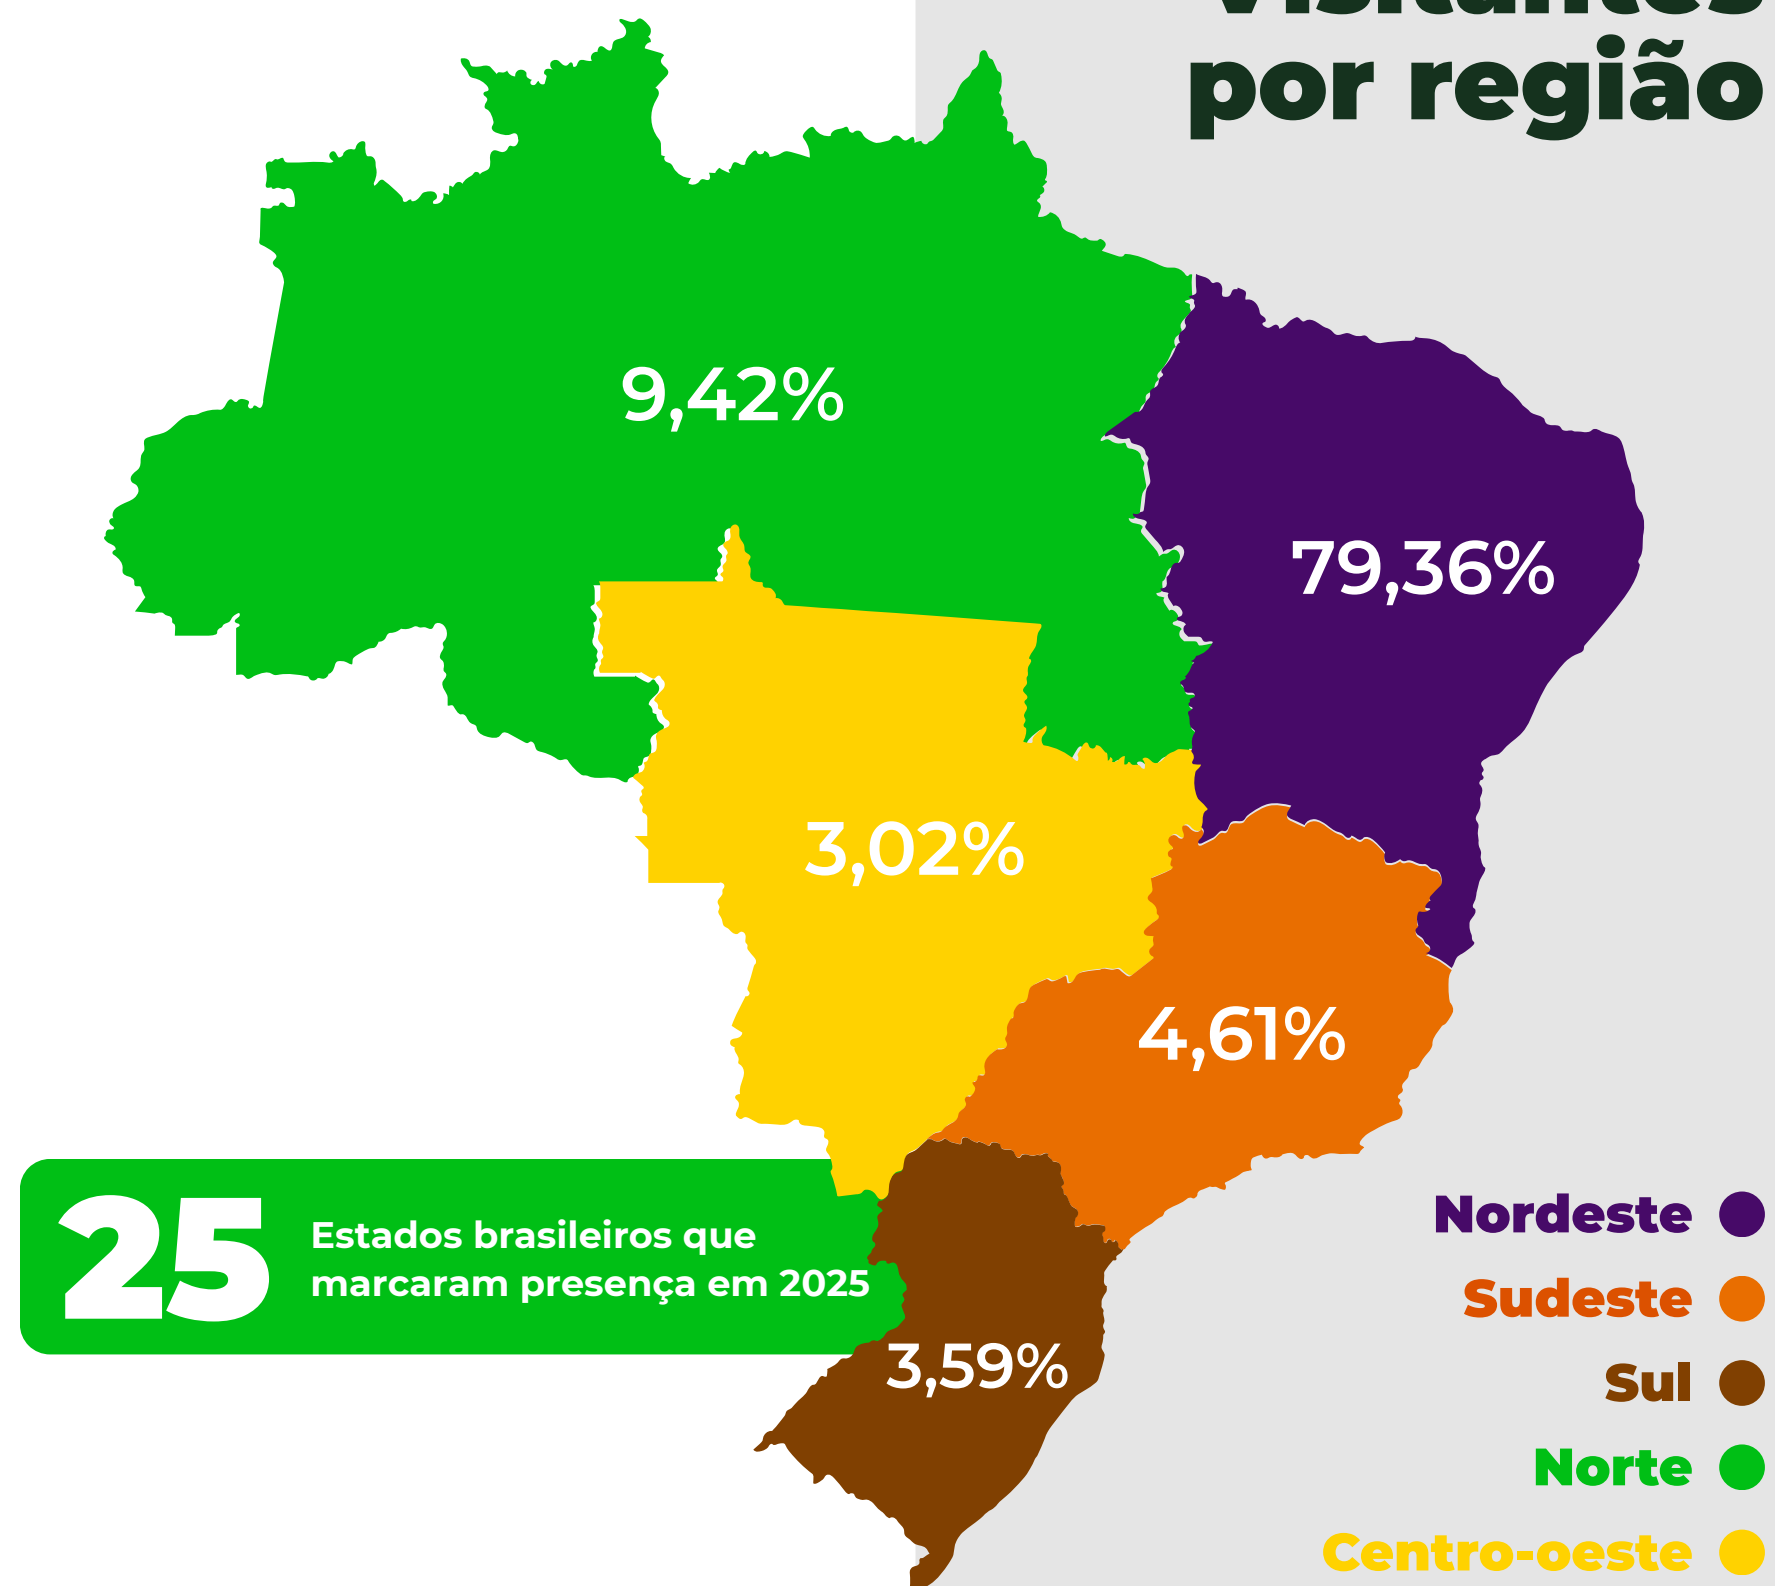 Visitantes
por região
9,42%
79,36%
3,02%
4,61%
25
Estados brasileiros que
marcaram presença em 2025
3,59%
Nordeste
Sudeste
Sul
Norte
Centro-oeste